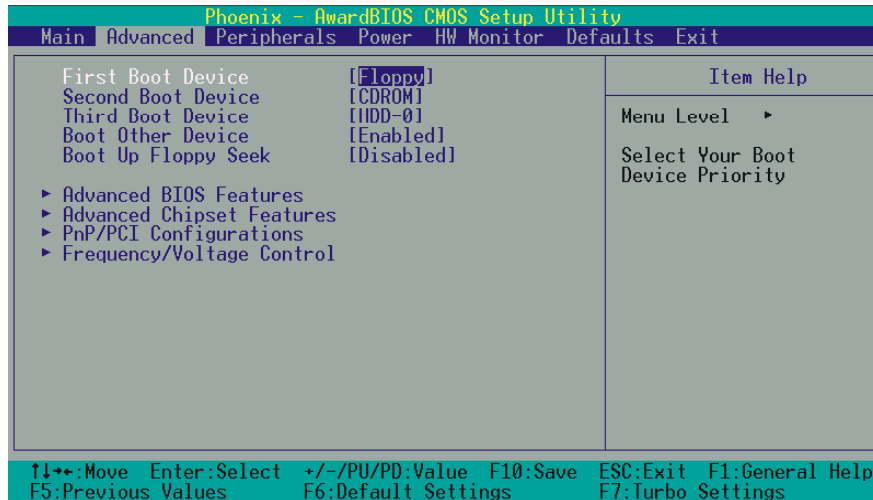 Phoenix - AwardBIOS CMOS Setup Utility
Main Advanced Peripherals Power HW Monitor Defaults Exit
First Boot Device [Floppy]
Second Boot Device [CDROM]
Third Boot Device [HDD-0]
Boot Other Device [Enabled]
Boot Up Floppy Seek [Disabled]
▸ Advanced BIOS Features
▸ Advanced Chipset Features
▸ PnP/PCI Configurations
▸ Frequency/Voltage Control
Item Help
Menu Level ▸
Select Your Boot
Device Priority
↑↓→←:Move Enter:Select +/-/PU/PD:Value F10:Save ESC:Exit F1:General Help
F5:Previous Values F6:Default Settings F7:Turbo Settings